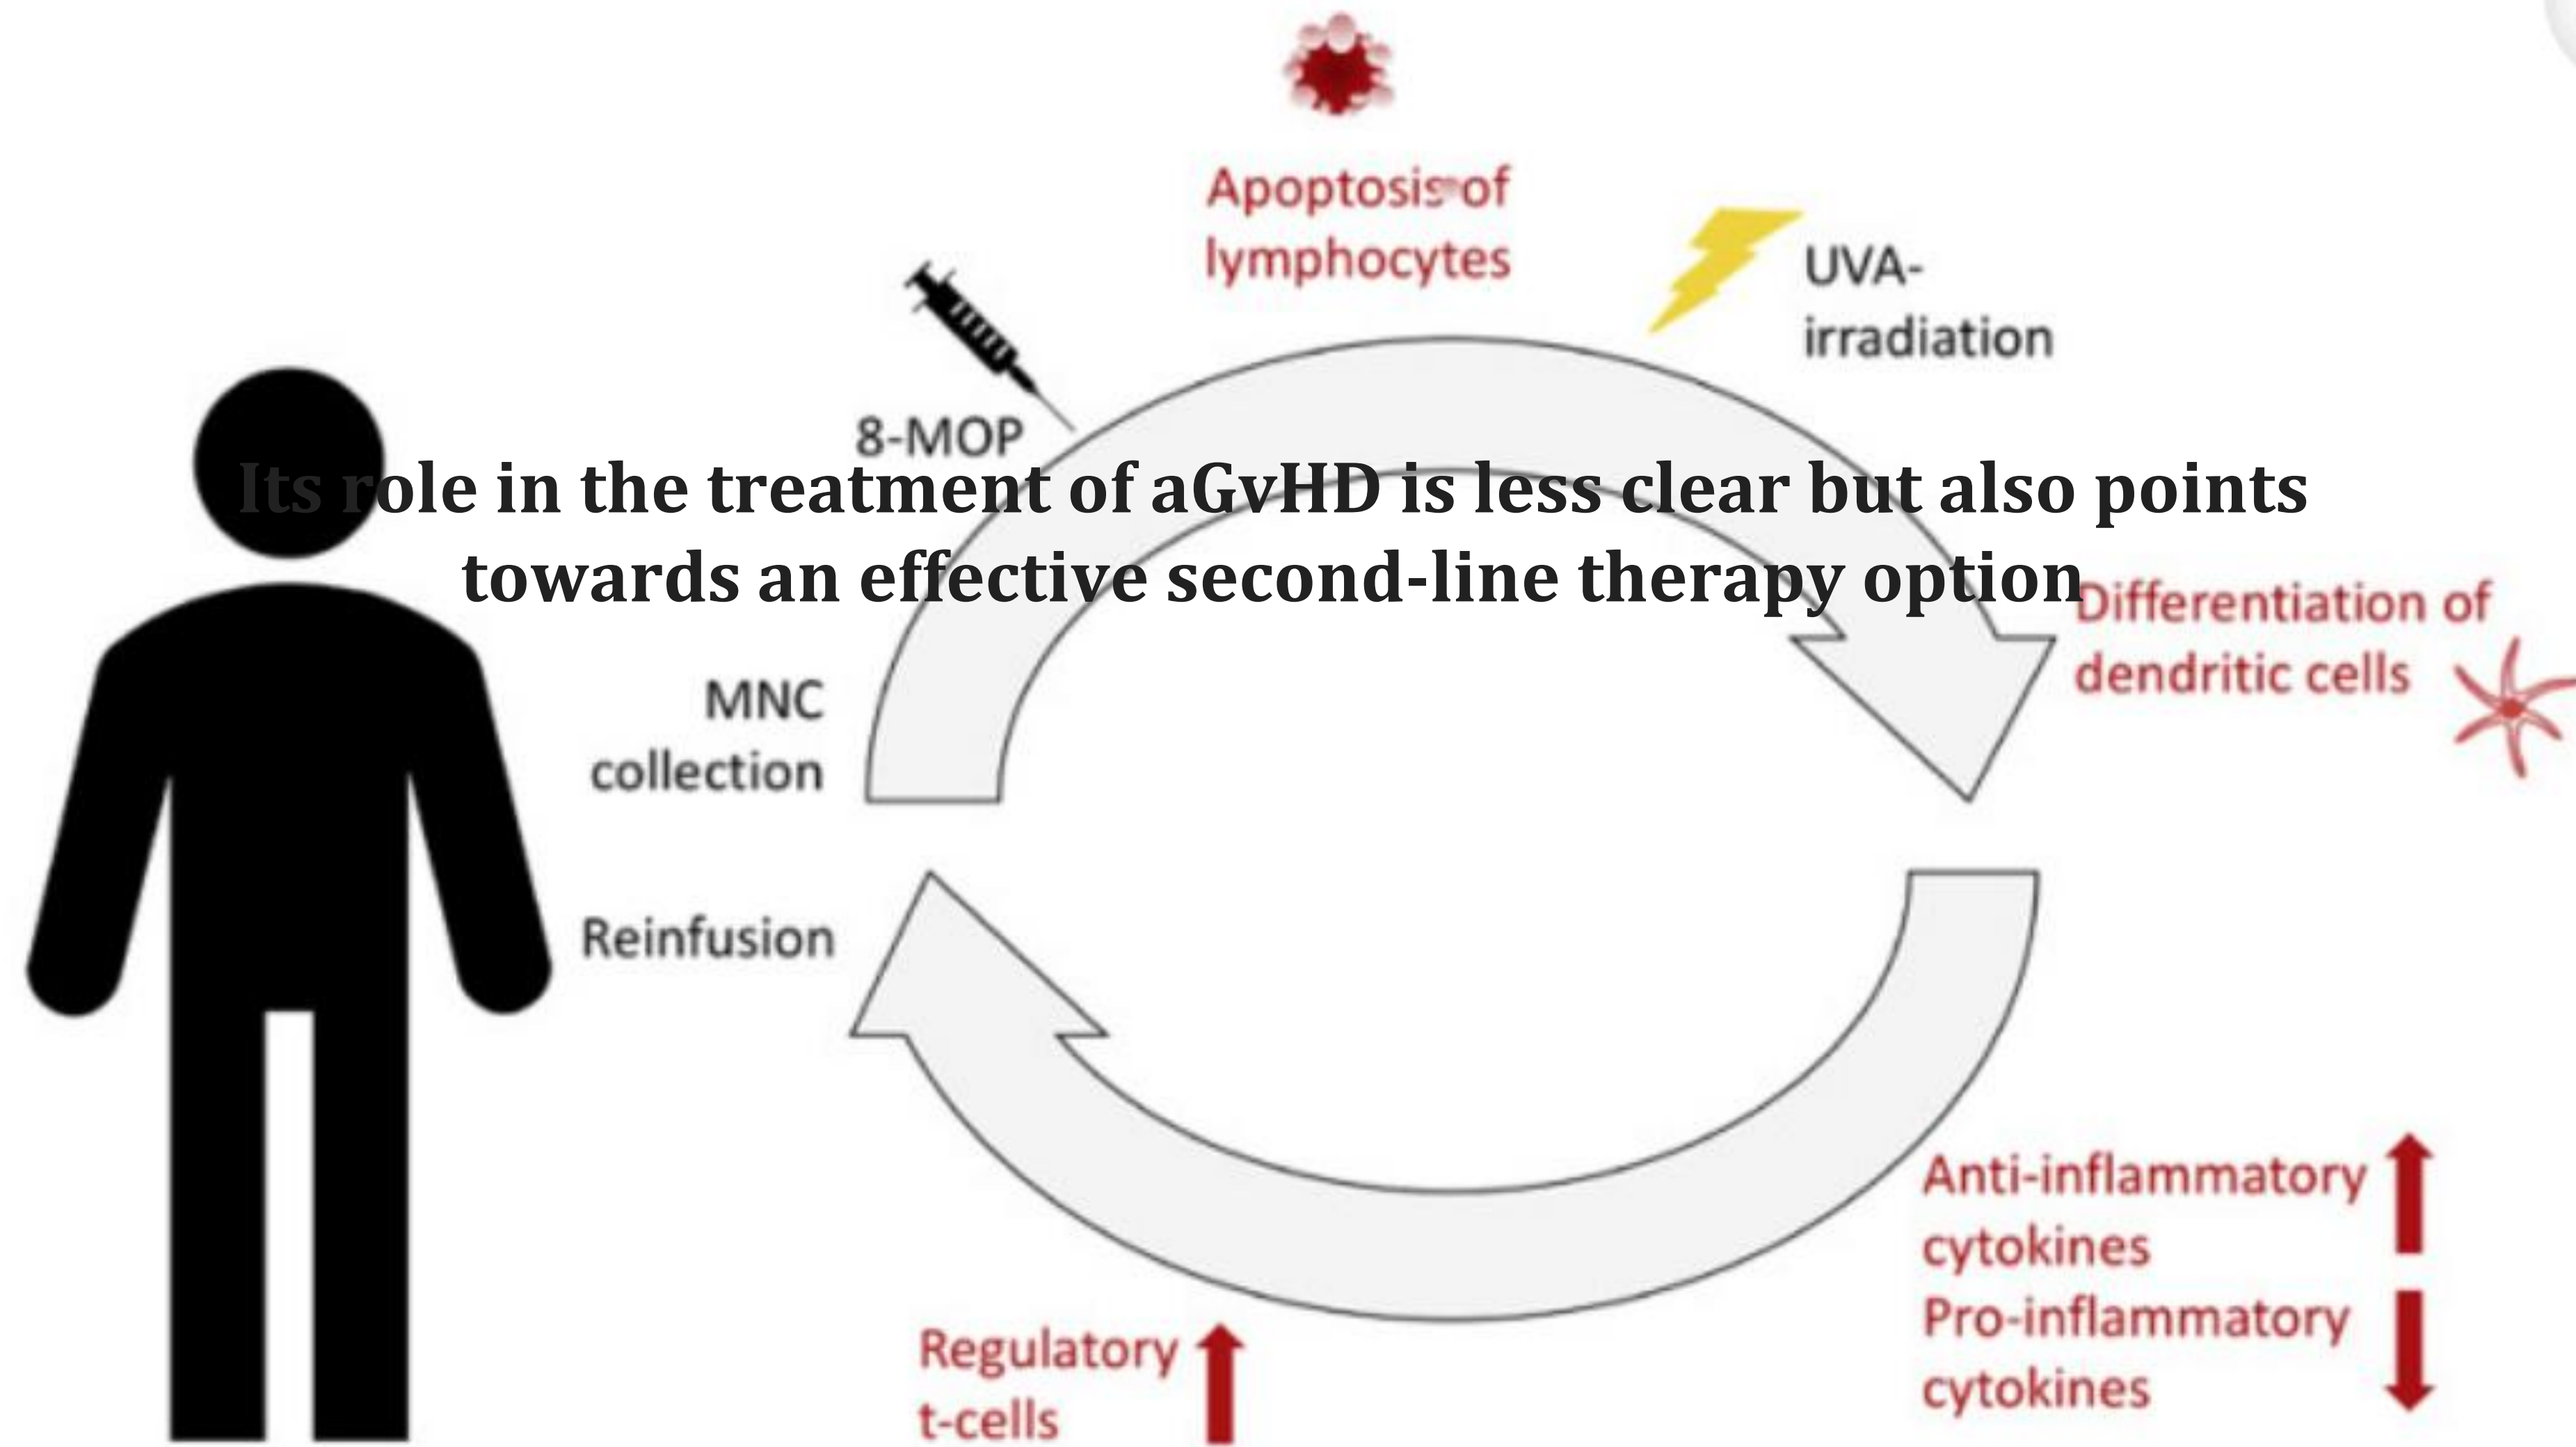 Apoptosis of
lymphocytes
UVA-
irradiation
8-MOP
Its role in the treatment of aGvHD is less clear but also points
towards an effective second-line therapy option
Differentiation of
dendritic cells
MNC
collection
Reinfusion
Anti-inflammatory
cytokines
Pro-inflammatory
cytokines
Regulatory
t-cells